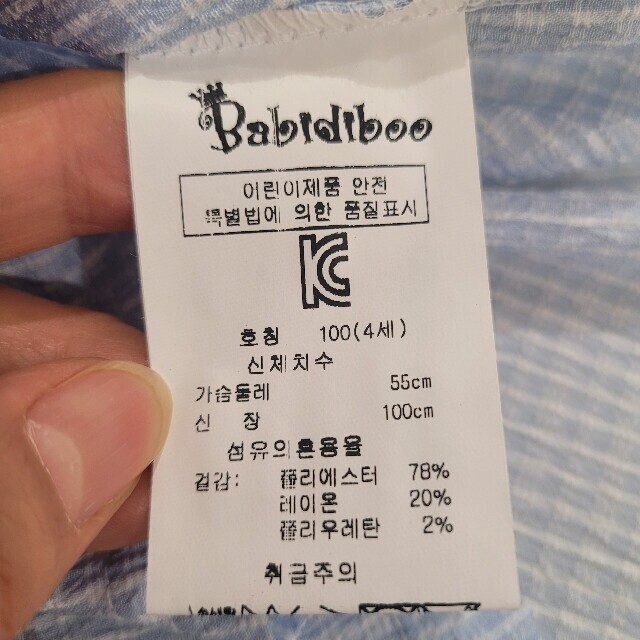 Babidiboo
어린이제품 안전
특별법에 의한 품질표시
KC
호칭 100(4세)
신체치수
가슴둘레 55cm
신 장 100cm
섬유의혼용율
겉감: 폴리에스터 78%
레이온 20%
폴리우레탄 2%
취급주의